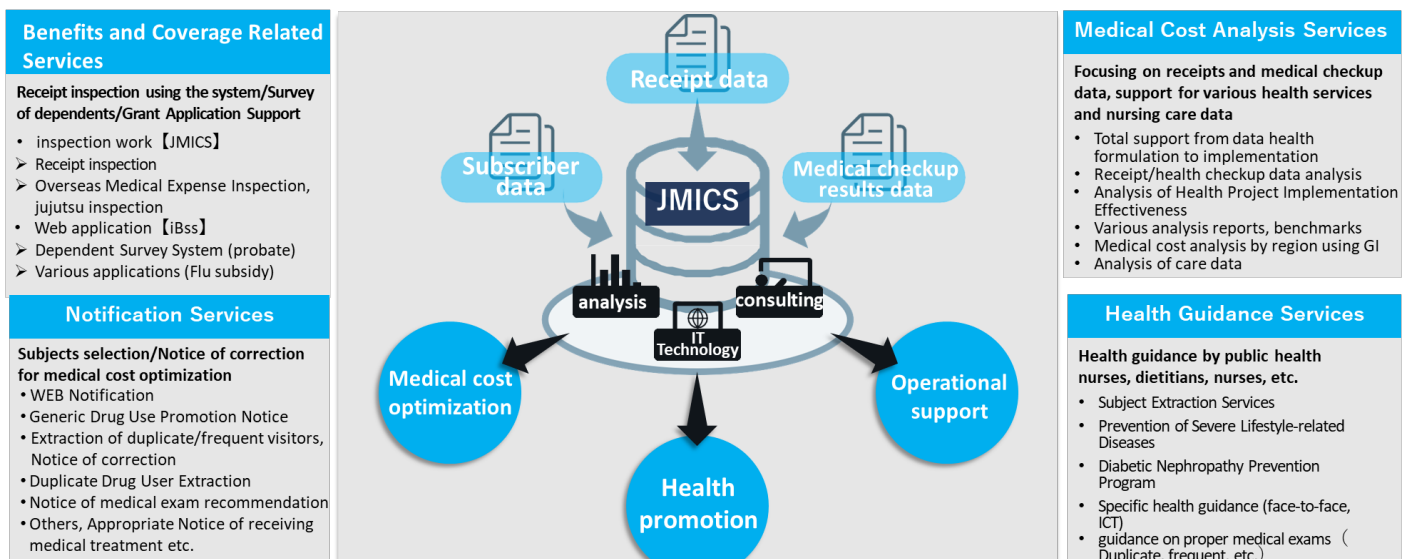 Benefits and Coverage Related
Services
Receipt inspection using the system/Survey
of dependents/Grant Application Support
• inspection work【JMICS】
➢ Receipt inspection
➢ Overseas Medical Expense Inspection,
jujutsu inspection
• Web application【iBss】
➢ Dependent Survey System (probate)
➢ Various applications (Flu subsidy)
Notification Services
Subjects selection/Notice of correction
for medical cost optimization
• WEB Notification
• Generic Drug Use Promotion Notice
• Extraction of duplicate/frequent visitors,
Notice of correction
• Duplicate Drug User Extraction
• Notice of medical exam recommendation
• Others, Appropriate Notice of receiving
medical treatment etc.
Receipt data
Subscriber
data
Medical checkup
results data
JMICS
analysis
consulting
IT
Technology
Medical cost
optimization
Operational
support
Health
promotion
Medical Cost Analysis Services
Focusing on receipts and medical checkup
data, support for various health services
and nursing care data
• Total support from data health
formulation to implementation
• Receipt/health checkup data analysis
• Analysis of Health Project Implementation
Effectiveness
• Various analysis reports, benchmarks
• Medical cost analysis by region using GI
• Analysis of care data
Health Guidance Services
Health guidance by public health
nurses, dietitians, nurses, etc.
• Subject Extraction Services
• Prevention of Severe Lifestyle-related
Diseases
• Diabetic Nephropathy Prevention
Program
• Specific health guidance (face-to-face,
ICT)
• guidance on proper medical exams （
Duplicate, frequent, etc.）